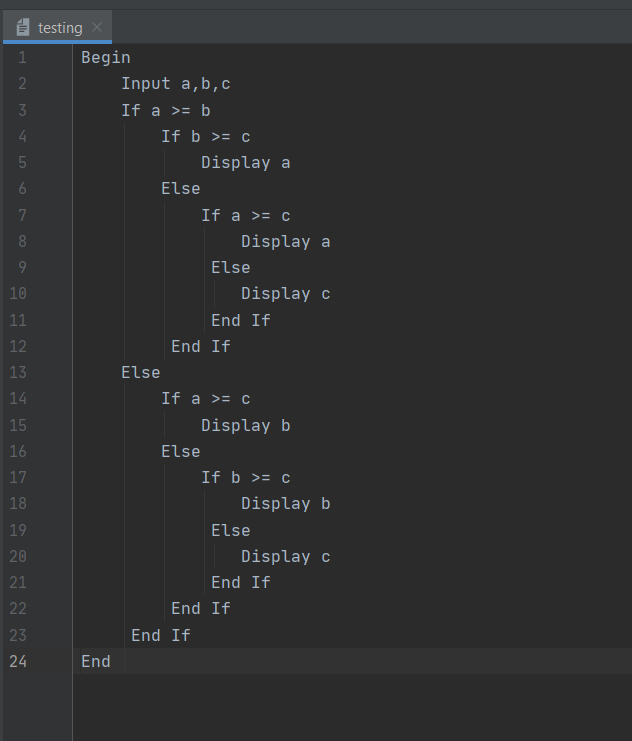 testing
1 Begin
2 Input a,b,c
3 If a >= b
4 If b >= c
5 Display a
6 Else
7 If a >= c
8 Display a
9 Else
10 Display c
11 End If
12 End If
13 Else
14 If a >= c
15 Display b
16 Else
17 If b >= c
18 Display b
19 Else
20 Display c
21 End If
22 End If
23 End If
24 End